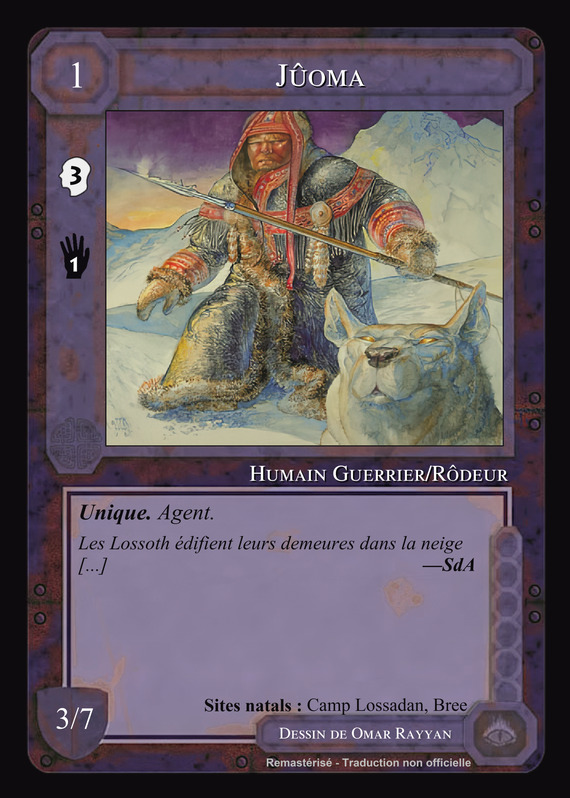 1
Jûoma
3
1
Humain Guerrier/Rôdeur
Unique. Agent.
Les Lossoth édifient leurs demeures dans la neige
[...] —SdA
Sites natals : Camp Lossadan, Bree
3/7
Dessin de Omar Rayyan
Remastérisé - Traduction non officielle